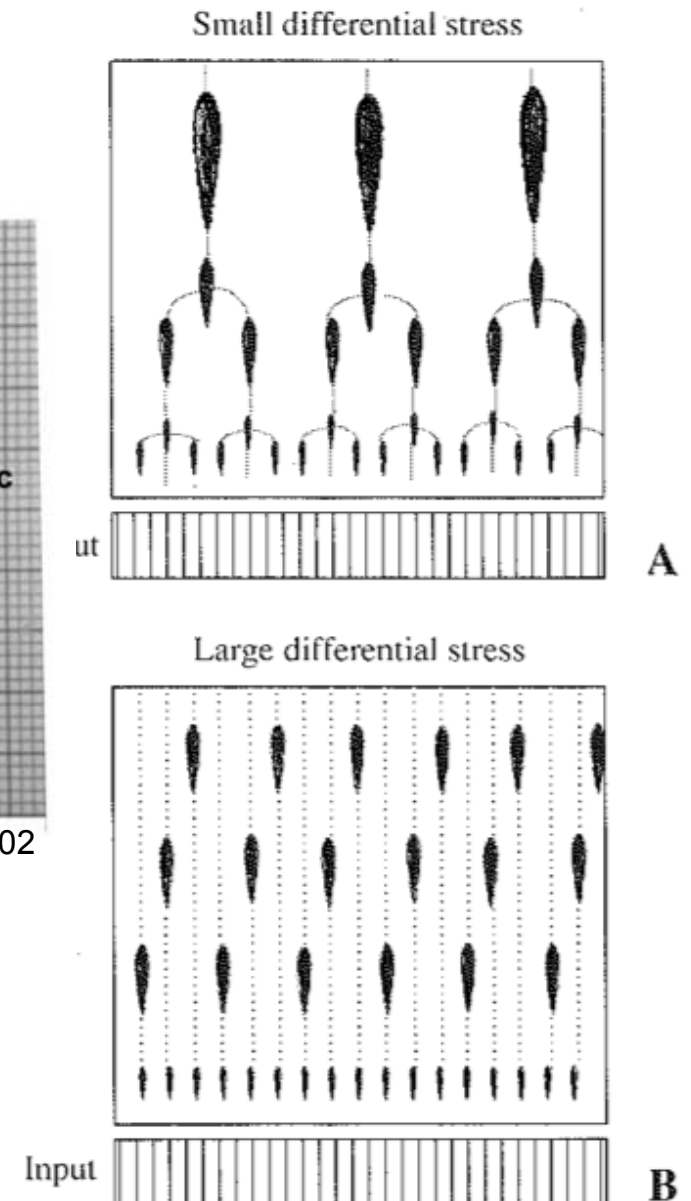 Small differential stress
c
ut
A
Large differential stress
02
Input
B